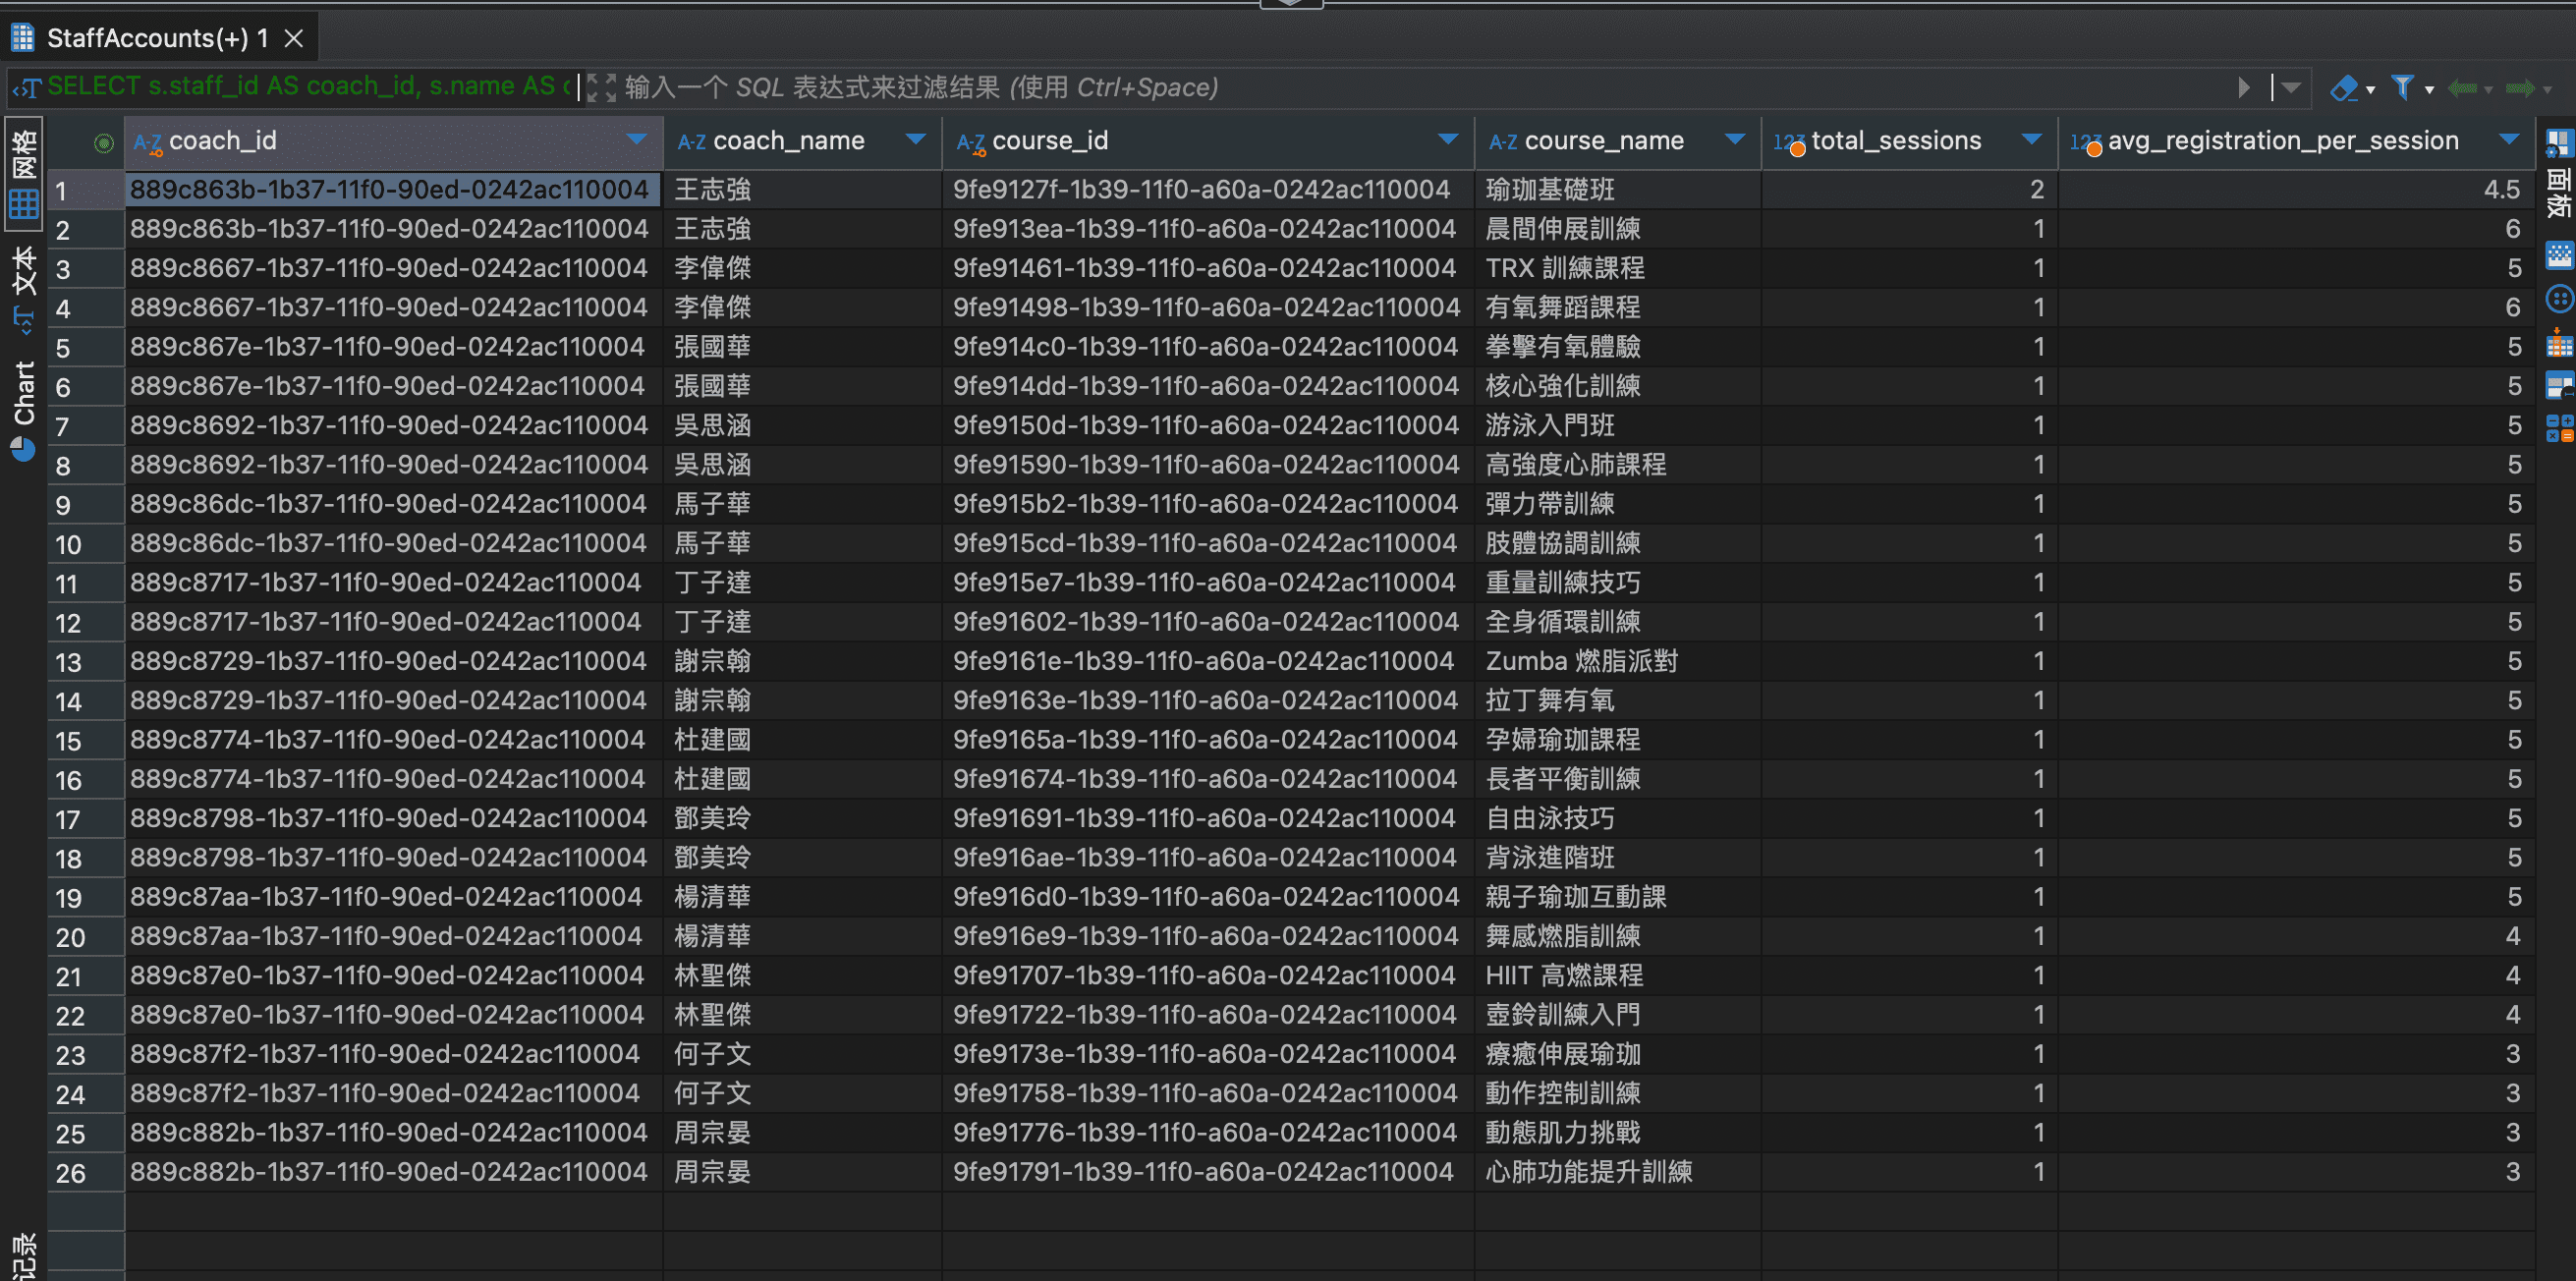 StaffAccounts(+) 1
SELECT s.staff_id AS coach_id, s.name AS c 输入一个 SQL 表达式来过滤结果 (使用 Ctrl+Space)
网格
文本
Chart
记录
面板
coach_id coach_name course_id course_name total_sessions avg_registration_per_session
1 889c863b-1b37-11f0-90ed-0242ac110004 王志強 9fe9127f-1b39-11f0-a60a-0242ac110004 瑜珈基礎班 2 4.5
2 889c863b-1b37-11f0-90ed-0242ac110004 王志強 9fe913ea-1b39-11f0-a60a-0242ac110004 晨間伸展訓練 1 6
3 889c8667-1b37-11f0-90ed-0242ac110004 李偉傑 9fe91461-1b39-11f0-a60a-0242ac110004 TRX 訓練課程 1 5
4 889c8667-1b37-11f0-90ed-0242ac110004 李偉傑 9fe91498-1b39-11f0-a60a-0242ac110004 有氧舞蹈課程 1 6
5 889c867e-1b37-11f0-90ed-0242ac110004 張國華 9fe914c0-1b39-11f0-a60a-0242ac110004 拳擊有氧體驗 1 5
6 889c867e-1b37-11f0-90ed-0242ac110004 張國華 9fe914dd-1b39-11f0-a60a-0242ac110004 核心強化訓練 1 5
7 889c8692-1b37-11f0-90ed-0242ac110004 吳思涵 9fe9150d-1b39-11f0-a60a-0242ac110004 游泳入門班 1 5
8 889c8692-1b37-11f0-90ed-0242ac110004 吳思涵 9fe91590-1b39-11f0-a60a-0242ac110004 高強度心肺課程 1 5
9 889c86dc-1b37-11f0-90ed-0242ac110004 馬子華 9fe915b2-1b39-11f0-a60a-0242ac110004 彈力帶訓練 1 5
10 889c86dc-1b37-11f0-90ed-0242ac110004 馬子華 9fe915cd-1b39-11f0-a60a-0242ac110004 肢體協調訓練 1 5
11 889c8717-1b37-11f0-90ed-0242ac110004 丁子達 9fe915e7-1b39-11f0-a60a-0242ac110004 重量訓練技巧 1 5
12 889c8717-1b37-11f0-90ed-0242ac110004 丁子達 9fe91602-1b39-11f0-a60a-0242ac110004 全身循環訓練 1 5
13 889c8729-1b37-11f0-90ed-0242ac110004 謝宗翰 9fe9161e-1b39-11f0-a60a-0242ac110004 Zumba 燃脂派對 1 5
14 889c8729-1b37-11f0-90ed-0242ac110004 謝宗翰 9fe9163e-1b39-11f0-a60a-0242ac110004 拉丁舞有氧 1 5
15 889c8774-1b37-11f0-90ed-0242ac110004 杜建國 9fe9165a-1b39-11f0-a60a-0242ac110004 孕婦瑜珈課程 1 5
16 889c8774-1b37-11f0-90ed-0242ac110004 杜建國 9fe91674-1b39-11f0-a60a-0242ac110004 長者平衡訓練 1 5
17 889c8798-1b37-11f0-90ed-0242ac110004 鄧美玲 9fe91691-1b39-11f0-a60a-0242ac110004 自由泳技巧 1 5
18 889c8798-1b37-11f0-90ed-0242ac110004 鄧美玲 9fe916ae-1b39-11f0-a60a-0242ac110004 背泳進階班 1 5
19 889c87aa-1b37-11f0-90ed-0242ac110004 楊清華 9fe916d0-1b39-11f0-a60a-0242ac110004 親子瑜珈互動課 1 5
20 889c87aa-1b37-11f0-90ed-0242ac110004 楊清華 9fe916e9-1b39-11f0-a60a-0242ac110004 舞感燃脂訓練 1 4
21 889c87e0-1b37-11f0-90ed-0242ac110004 林聖傑 9fe91707-1b39-11f0-a60a-0242ac110004 HIIT 高燃課程 1 4
22 889c87e0-1b37-11f0-90ed-0242ac110004 林聖傑 9fe91722-1b39-11f0-a60a-0242ac110004 壺鈴訓練入門 1 4
23 889c87f2-1b37-11f0-90ed-0242ac110004 何子文 9fe9173e-1b39-11f0-a60a-0242ac110004 療癒伸展瑜珈 1 3
24 889c87f2-1b37-11f0-90ed-0242ac110004 何子文 9fe91758-1b39-11f0-a60a-0242ac110004 動作控制訓練 1 3
25 889c882b-1b37-11f0-90ed-0242ac110004 周宗晏 9fe91776-1b39-11f0-a60a-0242ac110004 動態肌力挑戰 1 3
26 889c882b-1b37-11f0-90ed-0242ac110004 周宗晏 9fe91791-1b39-11f0-a60a-0242ac110004 心肺功能提升訓練 1 3